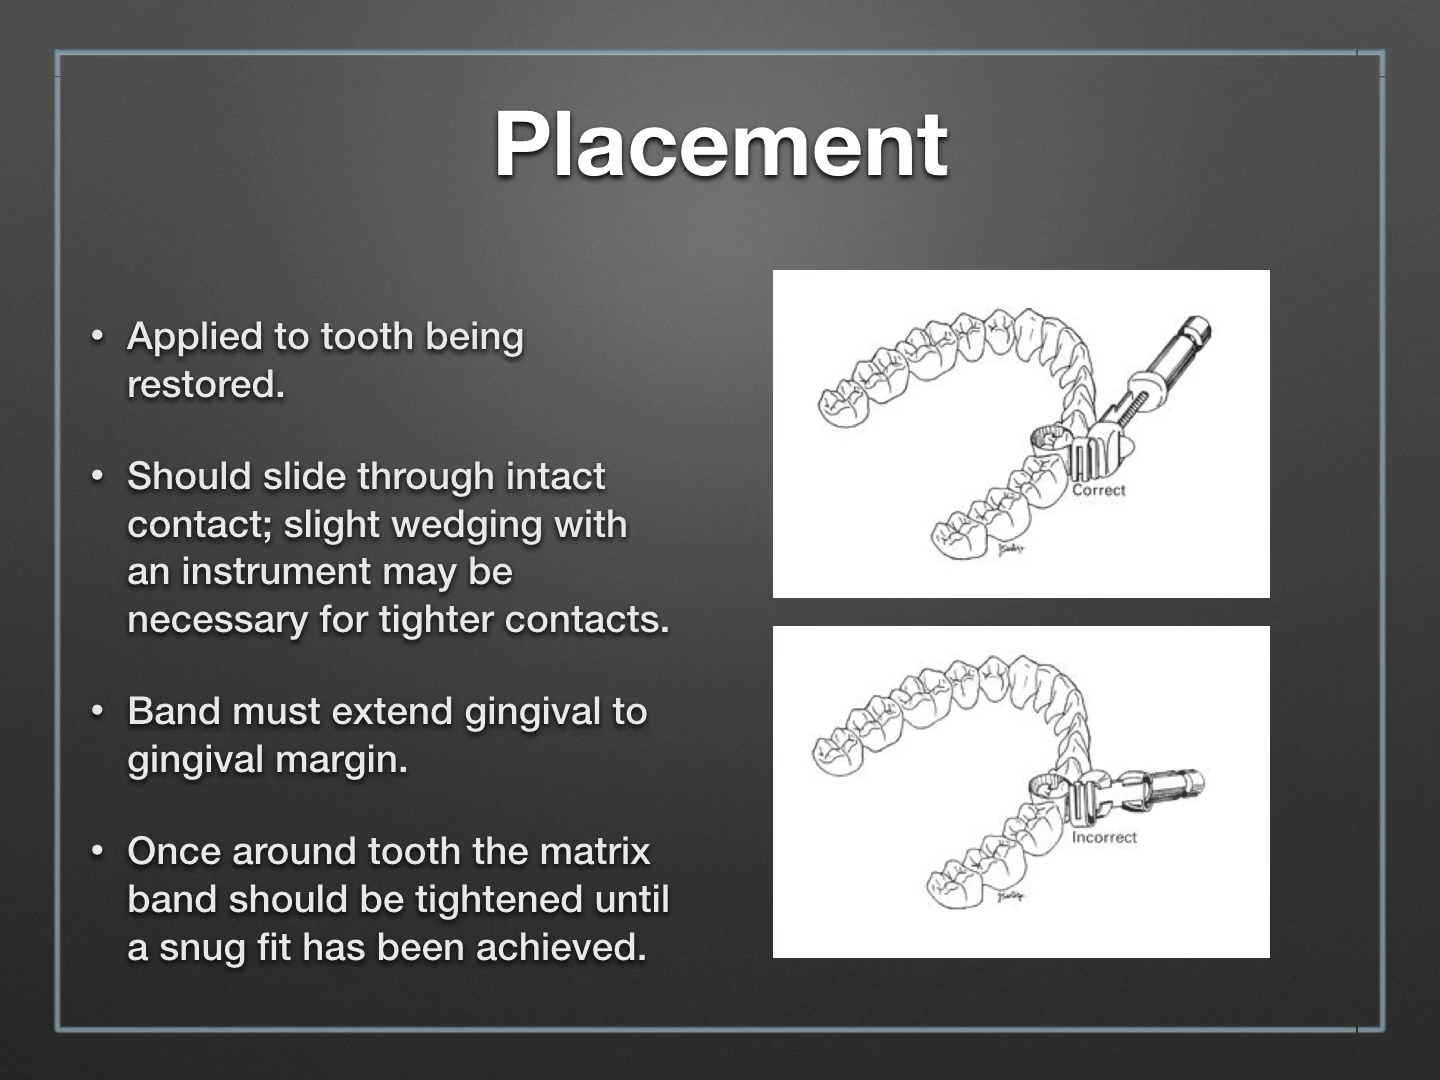 Placement
• Applied to tooth being
restored.
• Should slide through intact
contact; slight wedging with
an instrument may be
necessary for tighter contacts.
• Band must extend gingival to
gingival margin.
• Once around tooth the matrix
band should be tightened until
a snug fit has been achieved.
Correct
Incorrect